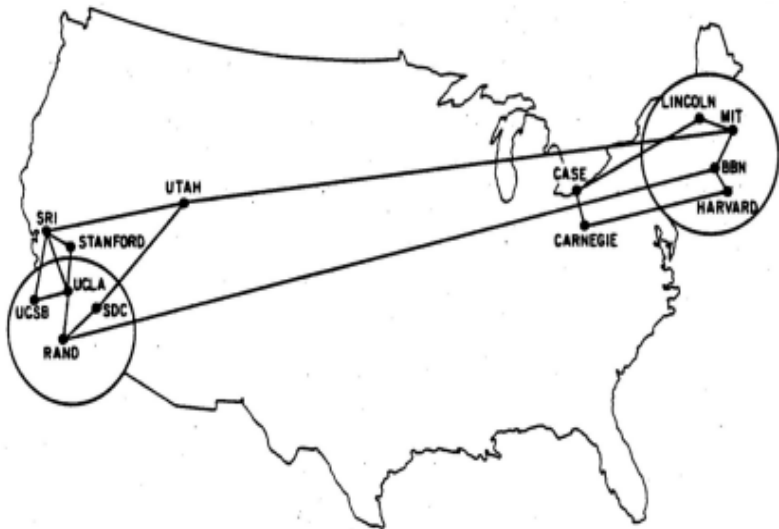 LINCOLN
MIT
CASE
BBN
UTAH
HARVARD
SRI
STANFORD
CARNEGIE
UCLA
UCSB
SDC
RAND